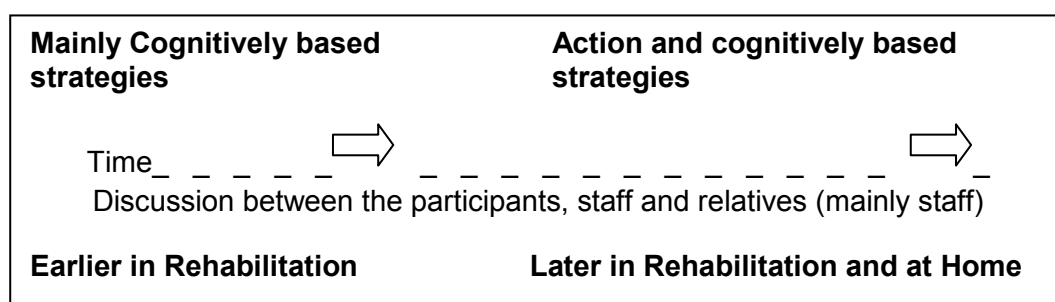 Mainly Cognitively based strategies
Action and cognitively based strategies
Time_ _ _ _ _ _ _ _ _ _ _ _ _ _ _ _ _ _
Discussion between the participants, staff and relatives (mainly staff)
Earlier in Rehabilitation
Later in Rehabilitation and at Home